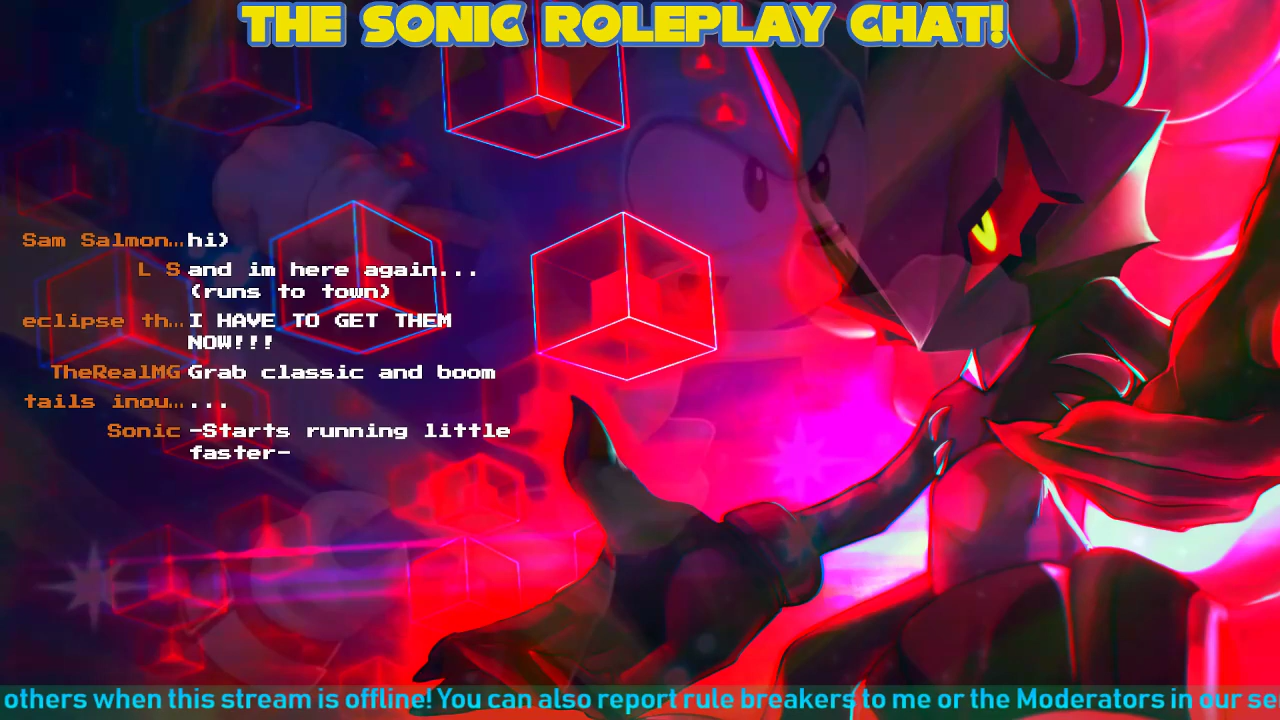 THE SONIC ROLEPLAY CHAT!
Sam Salmon... hi)
L S and im here again...
(runs to town)
eclipse th... I HAVE TO GET THEM
NOW!!!
TheRealMG Grab classic and boom
tails inou... ...
Sonic -Starts running little
faster-
others when this stream is offline! You can also report rule breakers to me or the Moderators in our se